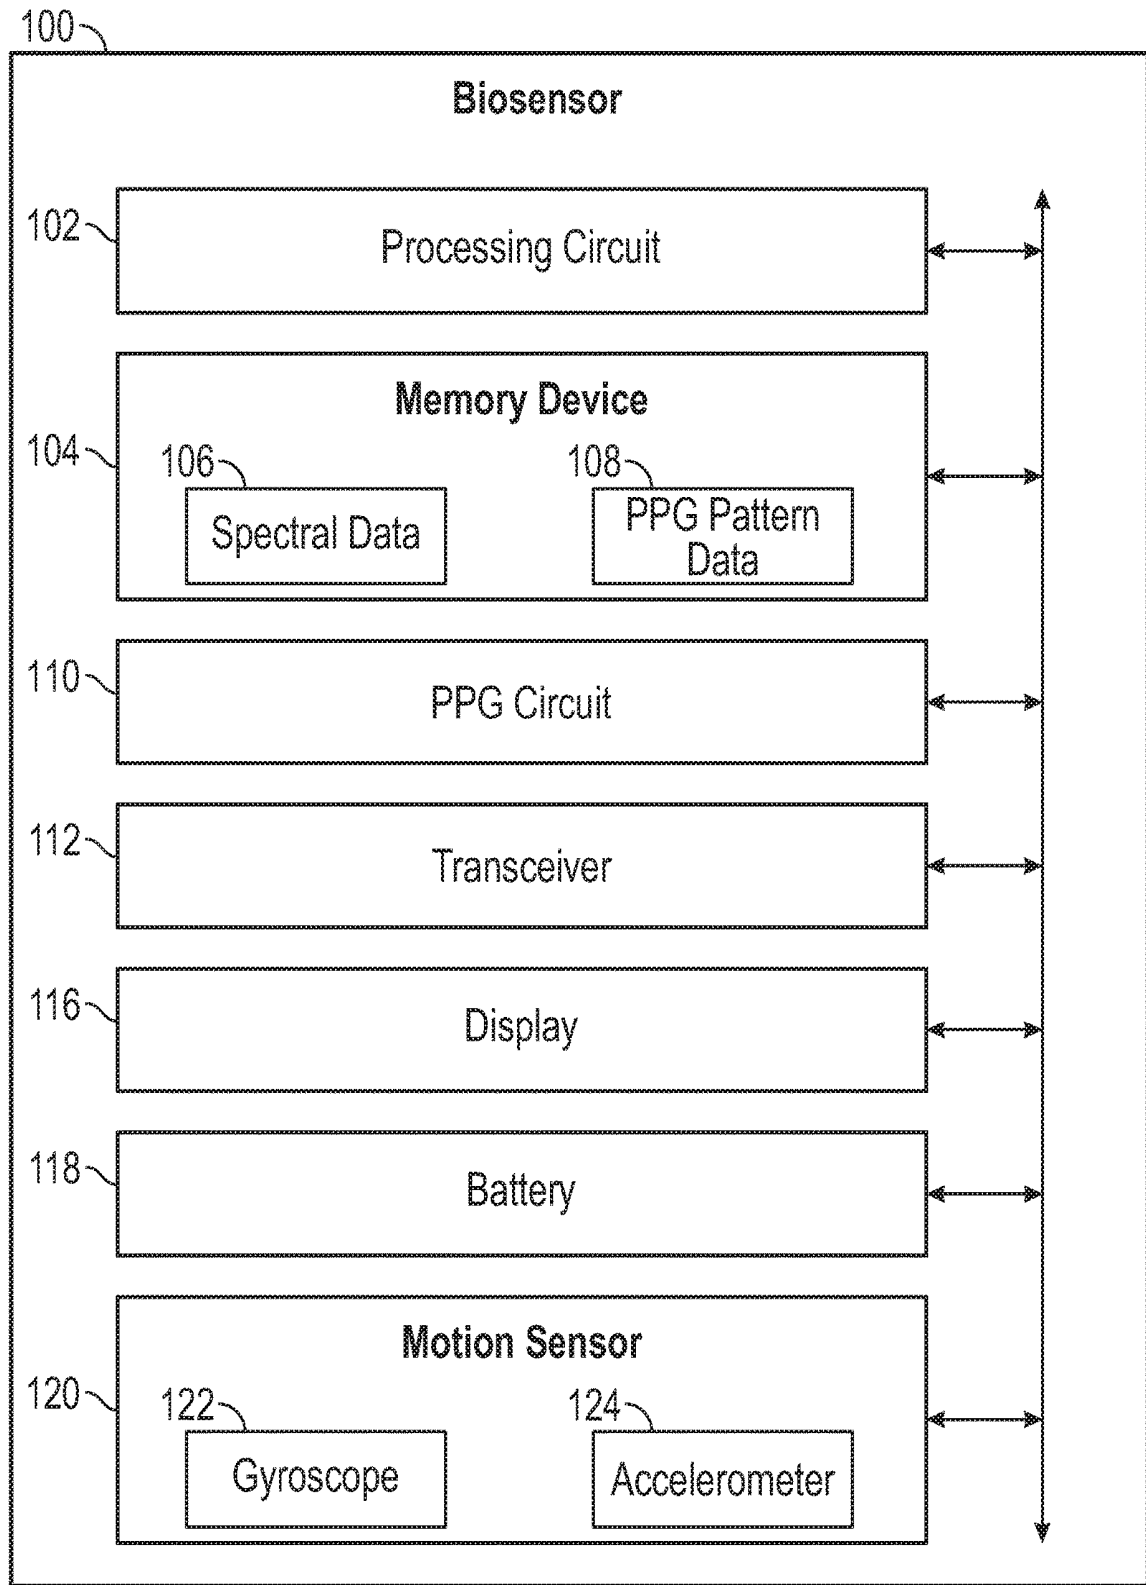 100
Biosensor
102
Processing Circuit
Memory Device
104
106
108
Spectral Data
PPG Pattern
Data
110
PPG Circuit
112
Transceiver
116
Display
118
Battery
Motion Sensor
120
122
124
Gyroscope
Accelerometer